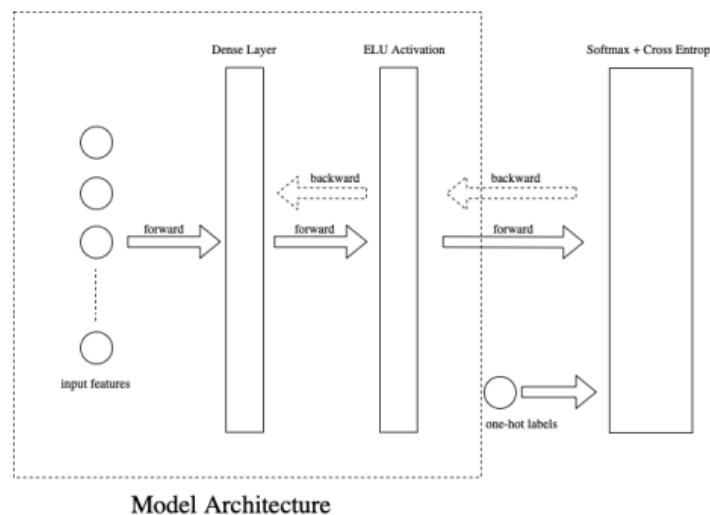 Dense Layer
ELU Activation
Softmax + Cross Entrop
backward
backward
forward
forward
forward
input features
one-hot labels
Model Architecture